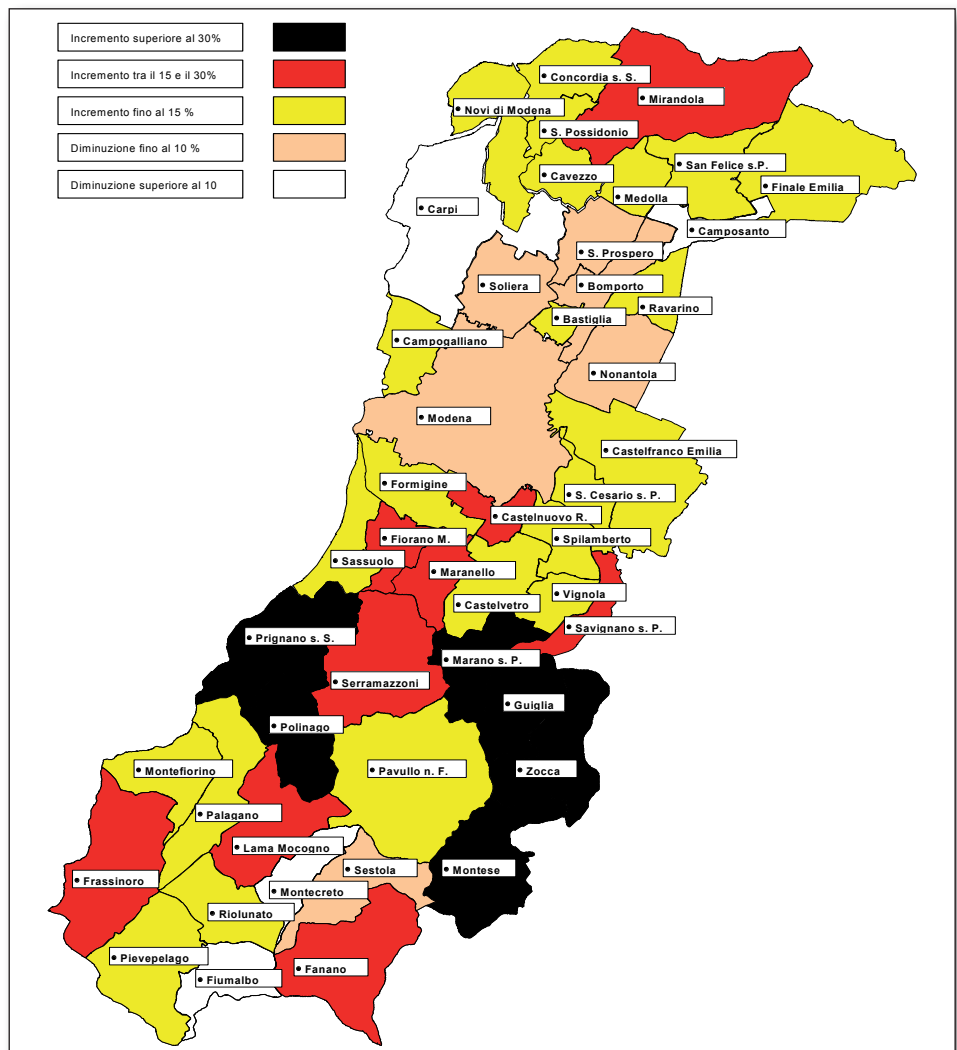 Incremento superiore al 30%
Incremento tra il 15 e il 30%
Incremento fino al 15 %
Diminuzione fino al 10 %
Diminuzione superiore al 10
Concordia s. S.
Mirandola
Novi di Modena
S. Possidonio
San Felice s.P.
Cavezzo
Finale Emilia
Medolla
Carpi
Camposanto
S. Prospero
Soliera
Bomporto
Ravarino
Bastiglia
Campogalliano
Nonantola
Modena
Castelfranco Emilia
Formigine
S. Cesario s. P.
Castelnuovo R.
Fiorano M.
Spilamberto
Sassuolo
Maranello
Vignola
Castelvetro
Savignano s. P.
Prignano s. S.
Marano s. P.
Serramazzoni
Guiglia
Polinago
Montefiorino
Pavullo n. F.
Zocca
Palagano
Lama Mocogno
Sestola
Montese
Frassinoro
Montecreto
Riolunato
Pievepelago
Fanano
Fiumalbo